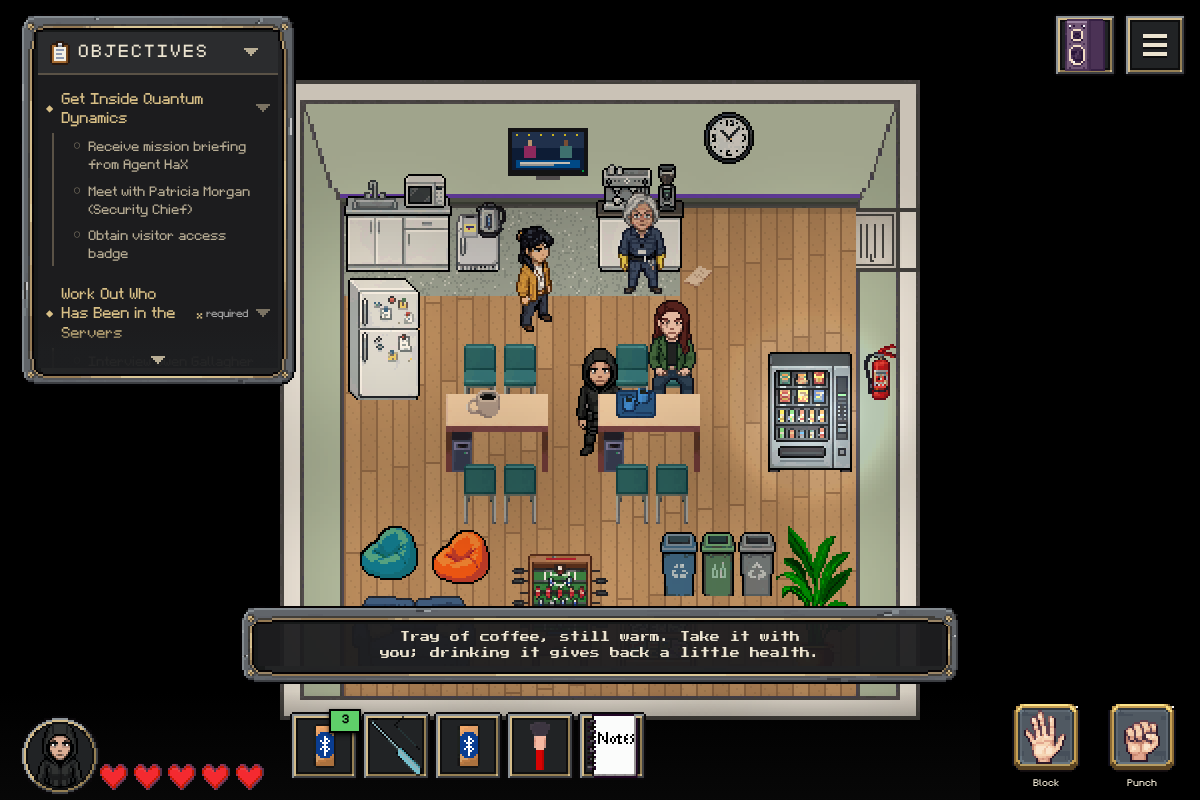 OBJECTIVES
Get Inside Quantum
Dynamics
Receive mission briefing
from Agent HaX
Meet with Patricia Morgan
(Security Chief)
Obtain visitor access
badge
Work Out Who
Has Been in the
Servers
x required
Tray of coffee, still warm. Take it with
you; drinking it gives back a little health.
3
Notes
Block
Punch